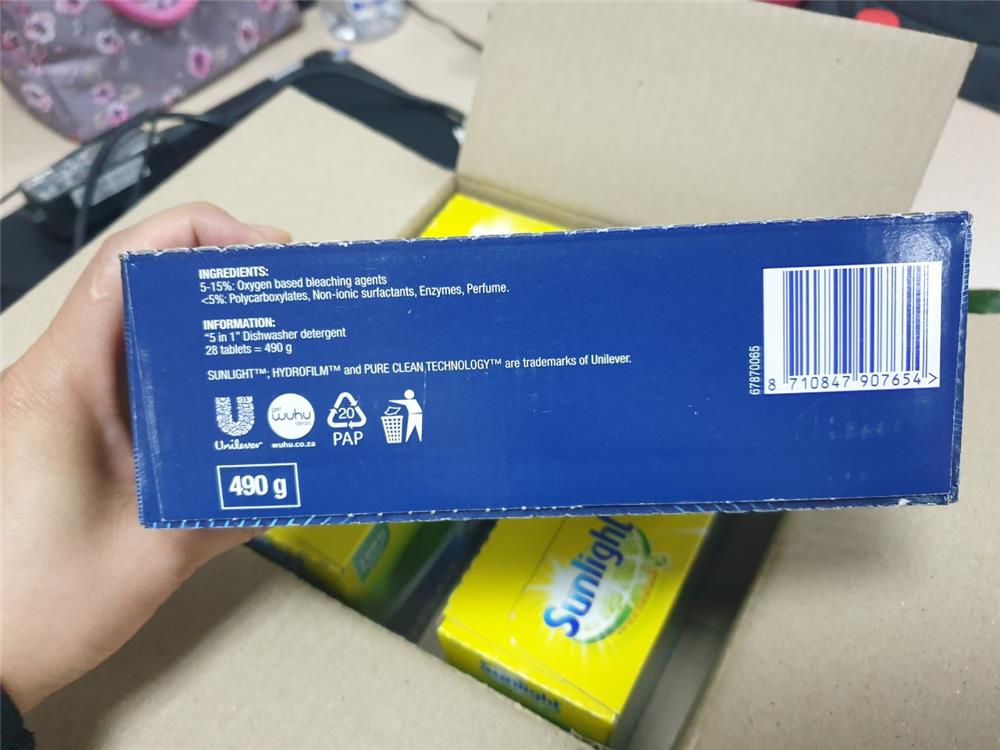 INGREDIENTS:
5-15%: Oxygen based bleaching agents
<5%: Polycarboxylates, Non-ionic surfactants, Enzymes, Perfume.
INFORMATION:
"5 in 1" Dishwasher detergent
28 tablets = 490 g
SUNLIGHT™; HYDROFILM™ and PURE CLEAN TECHNOLOGY™ are trademarks of Unilever.
Unilever
get
wuhu
ideas
wuhu.co.za
20
PAP
490 g
67870065
8 710847 907654 >
Sunlight
Sunlight